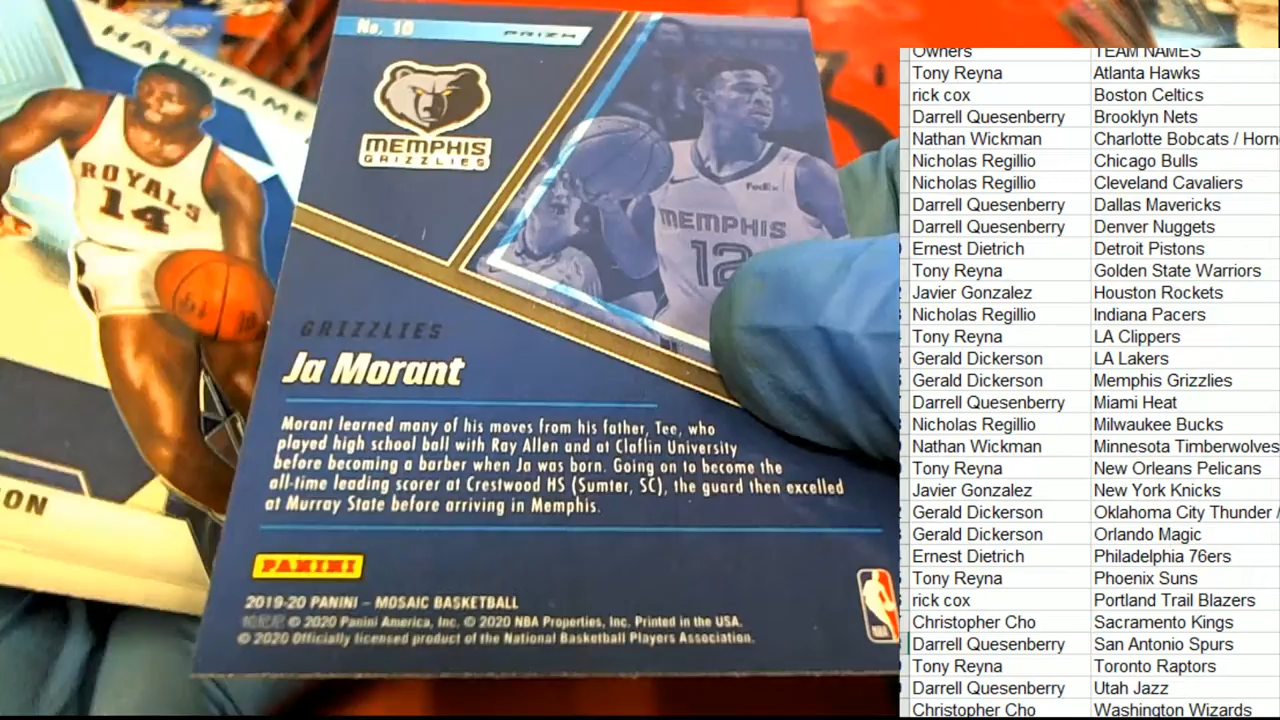 HALL OF FAME
ROYALS
14
ON
No. 10
PRIZM
MEMPHIS
GRIZZLIES
FedEx
MEMPHIS
12
GRIZZLIES
Ja Morant
Morant learned many of his moves from his father, Tee, who
played high school ball with Ray Allen and at Claflin University
before becoming a barber when Ja was born. Going on to become the
all-time leading scorer at Crestwood HS (Sumter, SC), the guard then excelled
at Murray State before arriving in Memphis.
PANINI
NBA
2019-20 PANINI – MOSAIC BASKETBALL
© 2020 Panini America, Inc. © 2020 NBA Properties, Inc. Printed in the USA.
© 2020 Officially licensed product of the National Basketball Players Association.
Owners TEAM NAMES
Tony Reyna Atlanta Hawks
rick cox Boston Celtics
Darrell Quesenberry Brooklyn Nets
Nathan Wickman Charlotte Bobcats / Horn
Nicholas Regillio Chicago Bulls
Nicholas Regillio Cleveland Cavaliers
Darrell Quesenberry Dallas Mavericks
Darrell Quesenberry Denver Nuggets
Ernest Dietrich Detroit Pistons
Tony Reyna Golden State Warriors
Javier Gonzalez Houston Rockets
Nicholas Regillio Indiana Pacers
Tony Reyna LA Clippers
Gerald Dickerson LA Lakers
Gerald Dickerson Memphis Grizzlies
Darrell Quesenberry Miami Heat
Nicholas Regillio Milwaukee Bucks
Nathan Wickman Minnesota Timberwolves
Tony Reyna New Orleans Pelicans
Javier Gonzalez New York Knicks
Gerald Dickerson Oklahoma City Thunder /
Gerald Dickerson Orlando Magic
Ernest Dietrich Philadelphia 76ers
Tony Reyna Phoenix Suns
rick cox Portland Trail Blazers
Christopher Cho Sacramento Kings
Darrell Quesenberry San Antonio Spurs
Tony Reyna Toronto Raptors
Darrell Quesenberry Utah Jazz
Christopher Cho Washington Wizards